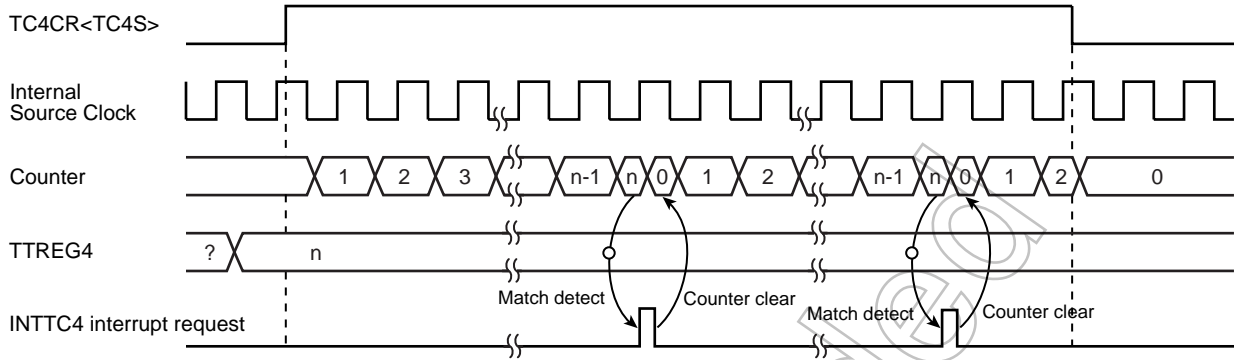 TC4CR<TC4S>
Internal
Source Clock
Counter 1 2 3 n-1 n 0 1 2 n-1 n 0 1 2 0
TTREG4 ? n
Match detect Counter clear Match detect Counter clear
INTTC4 interrupt request